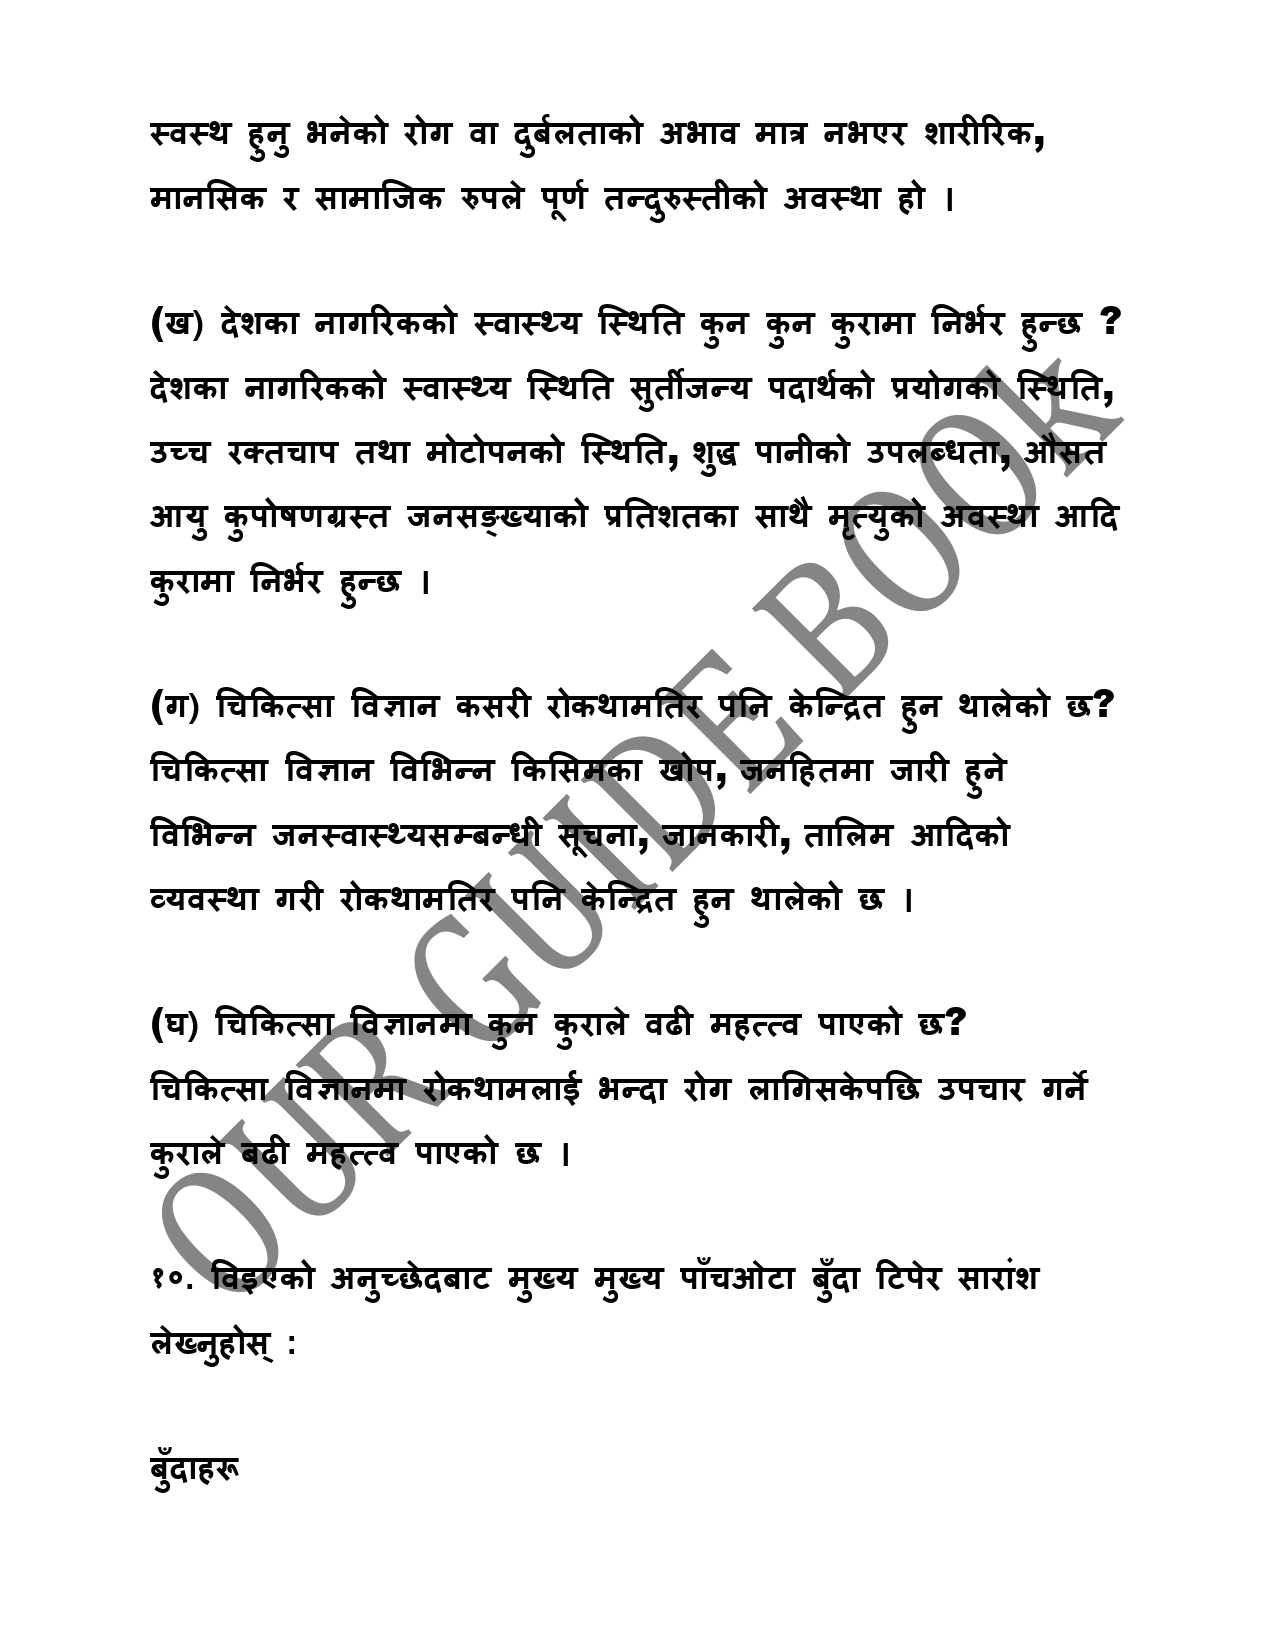 स्वस्थ हुनु भनेको रोग वा दुर्बलताको अभाव मात्र नभएर शारीरिक,
मानसिक र सामाजिक रुपले पूर्ण तन्दुरुस्तीको अवस्था हो ।
(ख) देशका नागरिकको स्वास्थ्य स्थिति कुन कुन कुरामा निर्भर हुन्छ ?
देशका नागरिकको स्वास्थ्य स्थिति सुर्तीजन्य पदार्थको प्रयोगको स्थिति,
उच्च रक्तचाप तथा मोटोपनको स्थिति, शुद्ध पानीको उपलब्धता, औसत
आयु कुपोषणग्रस्त जनसङ्ख्याको प्रतिशतका साथै मृत्युको अवस्था आदि
कुरामा निर्भर हुन्छ ।
(ग) चिकित्सा विज्ञान कसरी रोकथामतिर पनि केन्द्रित हुन थालेको छ?
चिकित्सा विज्ञान विभिन्न किसिमका खोप, जनहितमा जारी हुने
विभिन्न जनस्वास्थ्यसम्बन्धी सूचना, जानकारी, तालिम आदिको
व्यवस्था गरी रोकथामतिर पनि केन्द्रित हुन थालेको छ ।
(घ) चिकित्सा विज्ञानमा कुन कुराले वढी महत्त्व पाएको छ?
चिकित्सा विज्ञानमा रोकथामलाई भन्दा रोग लागिसकेपछि उपचार गर्ने
कुराले बढी महत्त्व पाएको छ ।
१०. विइएको अनुच्छेदबाट मुख्य मुख्य पाँचओटा बुँदा टिपेर सारांश
लेख्नुहोस् :
बुँदाहरू
OUR GUIDE BOOk